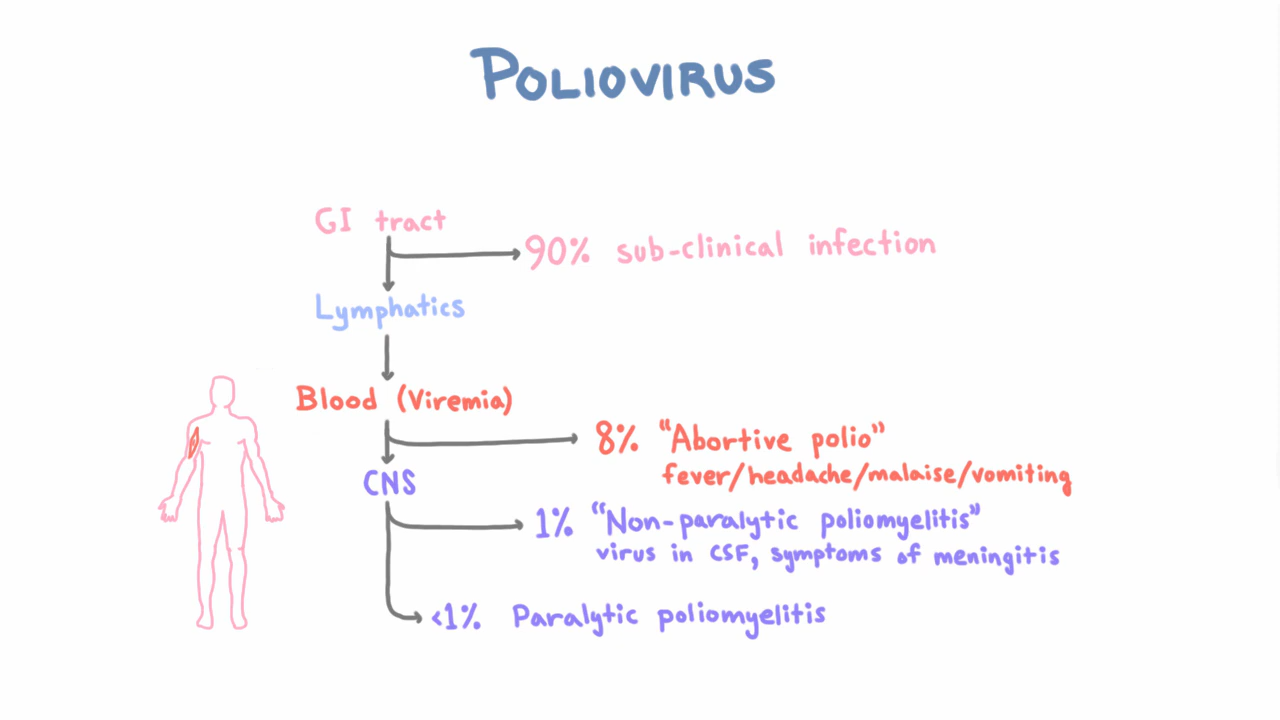 POLIOVIRUS
GI tract
90% sub-clinical infection
Lymphatics
Blood (Viremia)
8% "Abortive polio"
fever/headache/malaise/vomiting
CNS
1% "Non-paralytic poliomyelitis"
virus in CSF, symptoms of meningitis
<1% Paralytic poliomyelitis